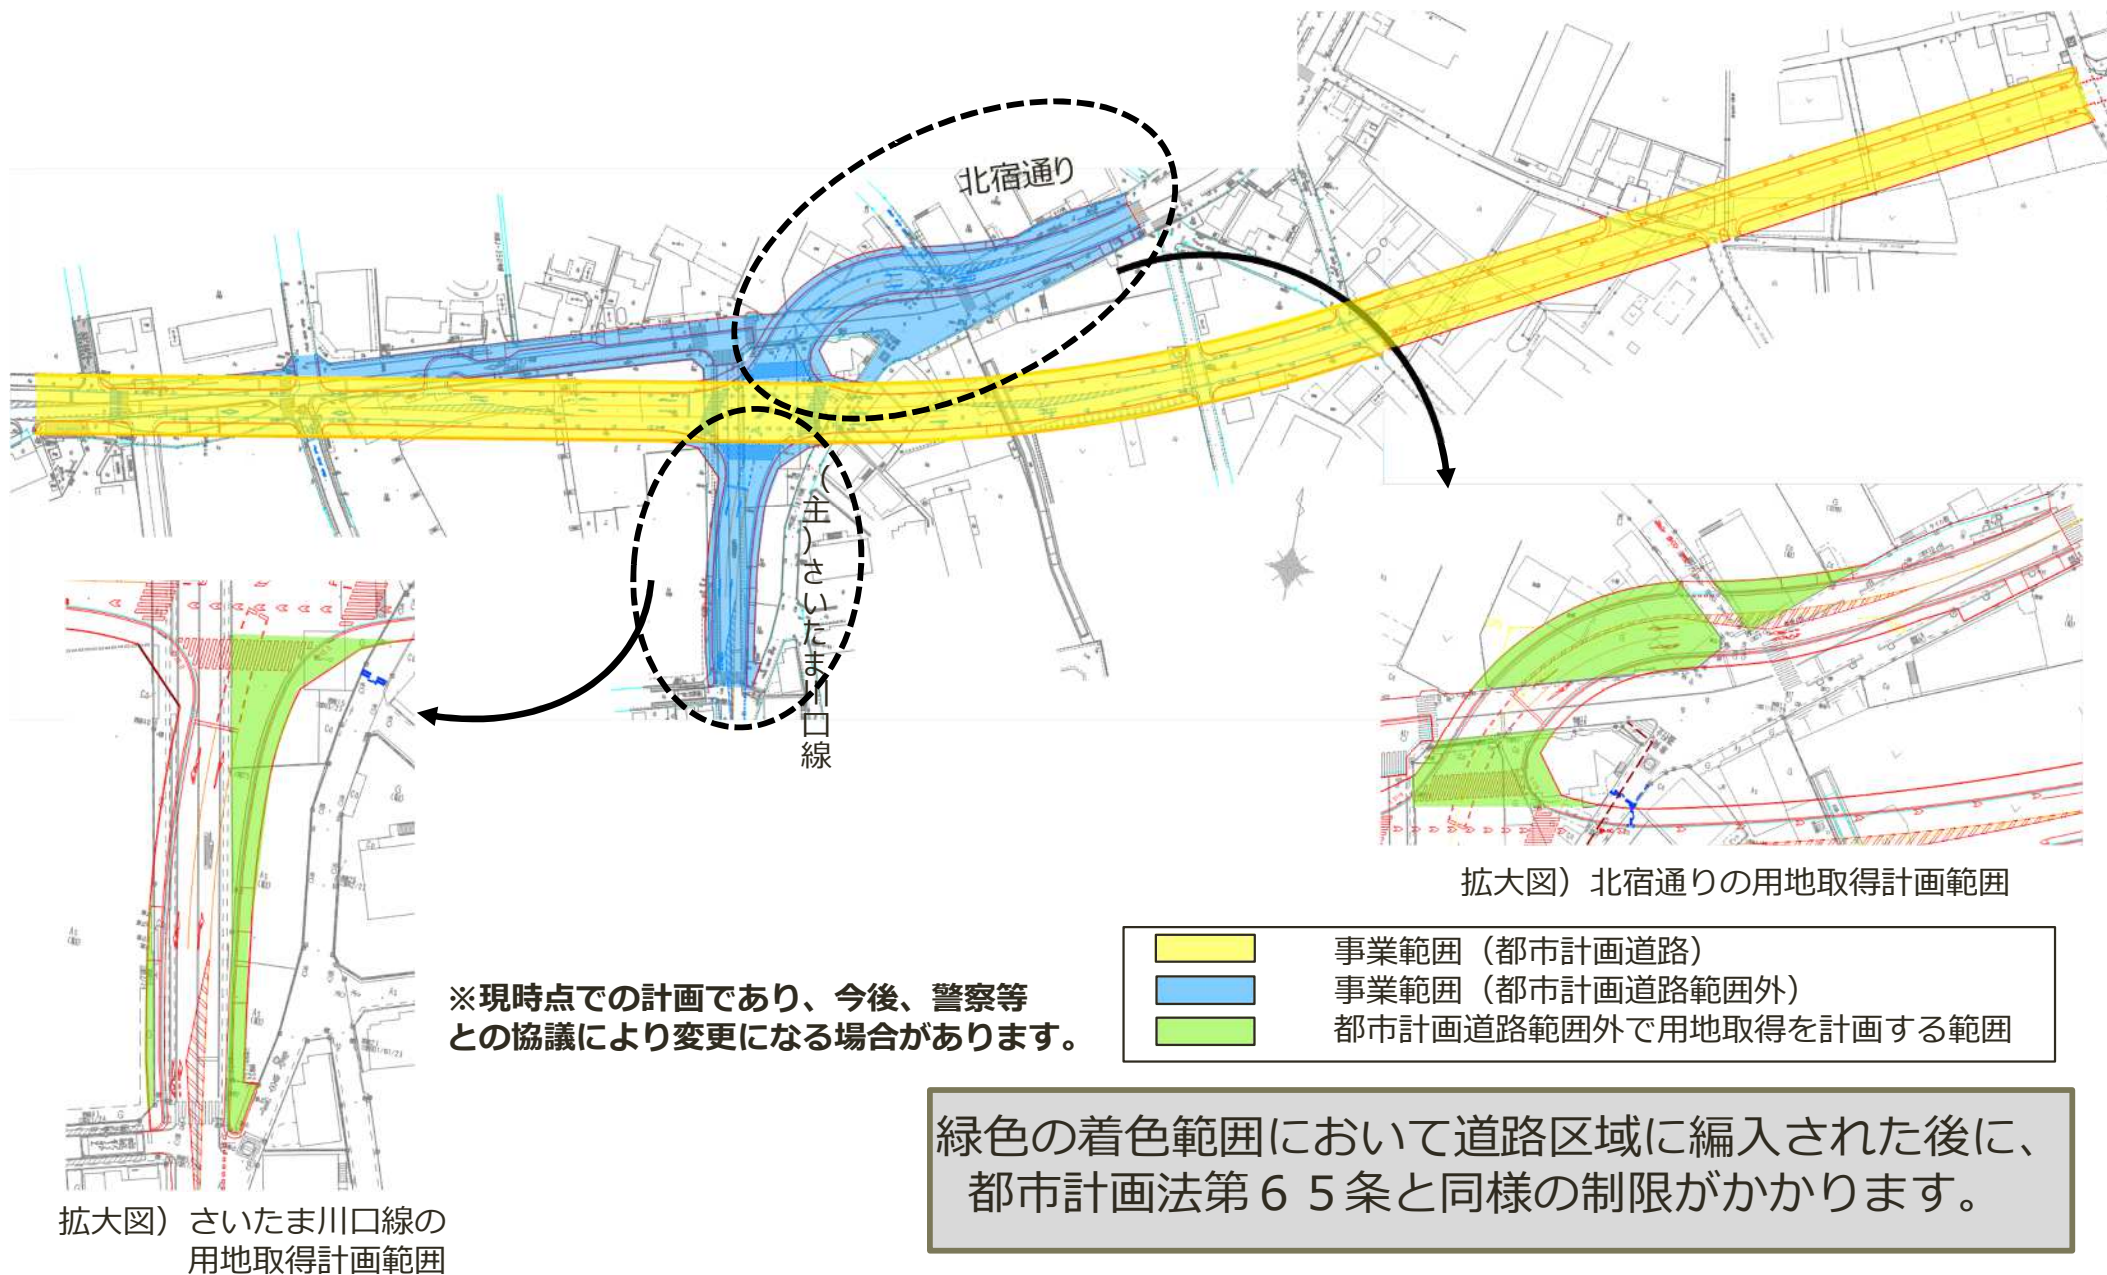 北宿通り
(主)さいたま川口線
拡大図）北宿通りの用地取得計画範囲
事業範囲（都市計画道路）
事業範囲（都市計画道路範囲外）
都市計画道路範囲外で用地取得を計画する範囲
※現時点での計画であり、今後、警察等
との協議により変更になる場合があります。
緑色の着色範囲において道路区域に編入された後に、
都市計画法第６５条と同様の制限がかかります。
拡大図）さいたま川口線の
用地取得計画範囲